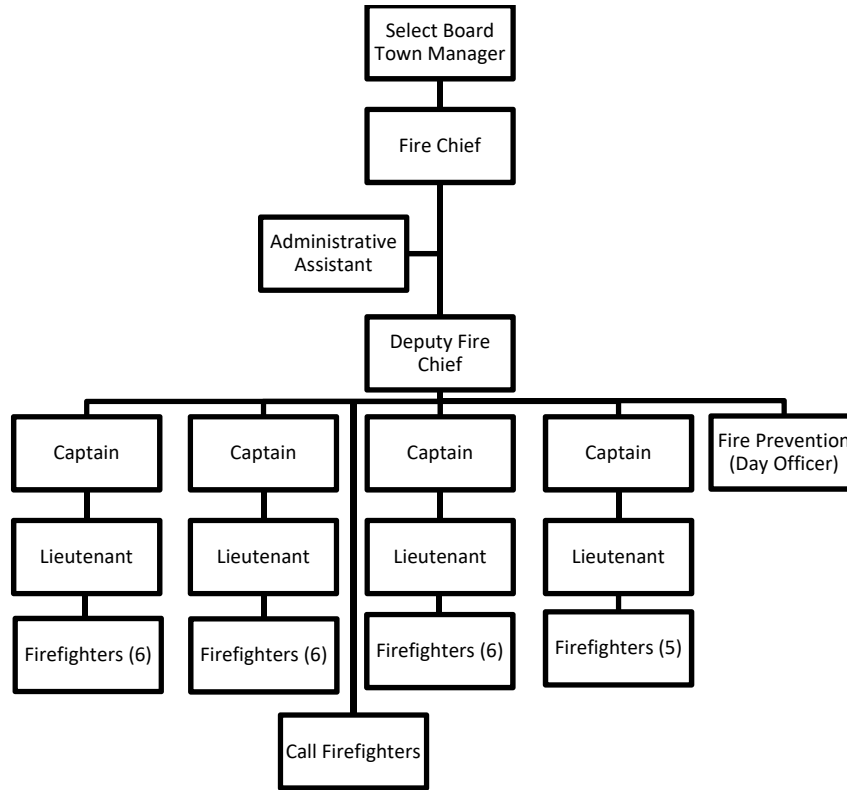 Select Board
Town Manager
Fire Chief
Administrative
Assistant
Deputy Fire
Chief
Captain
Captain
Captain
Captain
Fire Prevention
(Day Officer)
Lieutenant
Lieutenant
Lieutenant
Lieutenant
Firefighters (6)
Firefighters (6)
Firefighters (6)
Firefighters (5)
Call Firefighters